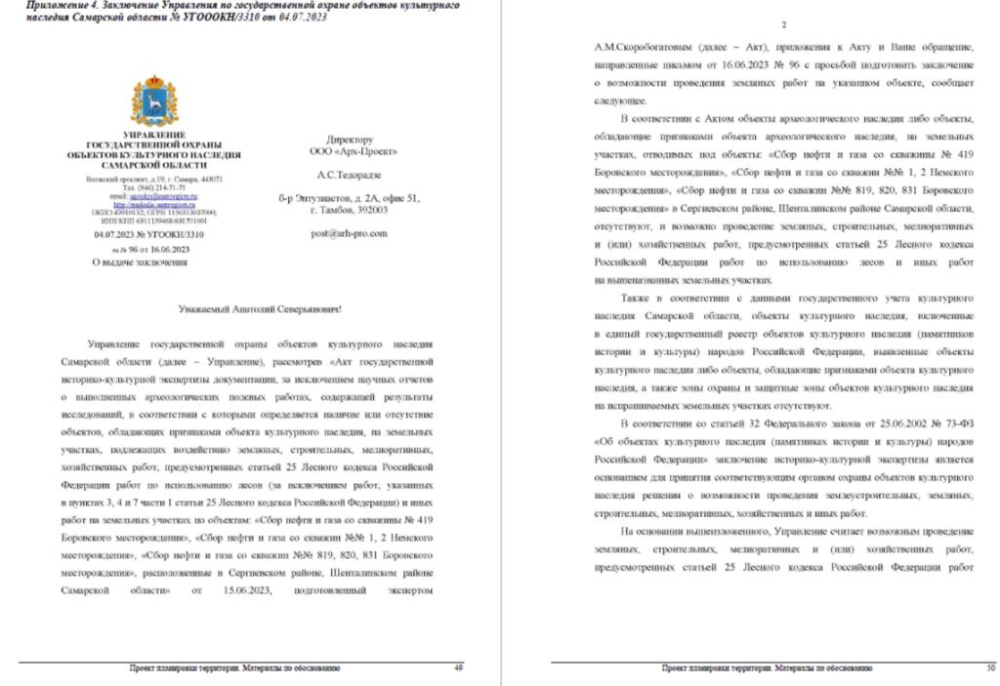 Приложение 4. Заключение Управления по государственной охране объектов культурного
наследия Самарской области № УГОООКН/3310 от 04.07.2023
УПРАВЛЕНИЕ
ГОСУДАРСТВЕННОЙ ОХРАНЫ
ОБЪЕКТОВ КУЛЬТУРНОГО НАСЛЕДИЯ
САМАРСКОЙ ОБЛАСТИ
Волжский проспект, д.19, г. Самара, 443071
Тел. (846) 214-71-71
email: ugookn@samregion.ru
http://nasledie.samregion.ru
ОКПО 43910132; ОГРН 1156313037000;
ИНН/КПП 6311159468/631701001
04.07.2023 № УГООКН/3310
на № 96 от 16.06.2023
О выдаче заключения
Директору
ООО «Арх-Проект»
А.С.Тедорадзе
б-р Энтузиастов, д. 2А, офис 51,
г. Тамбов, 392003
post@arh-pro.com
Уважаемый Анатолий Северьянович!
Управление государственной охраны объектов культурного наследия
Самарской области (далее – Управление), рассмотрев «Акт государственной
историко-культурной экспертизы документации, за исключением научных отчетов
о выполненных археологических полевых работах, содержащей результаты
исследований, в соответствии с которыми определяется наличие или отсутствие
объектов, обладающих признаками объекта культурного наследия, на земельных
участках, подлежащих воздействию земляных, строительных, мелиоративных,
хозяйственных работ, предусмотренных статьей 25 Лесного кодекса Российской
Федерации работ по использованию лесов (за исключением работ, указанных
в пунктах 3, 4 и 7 части 1 статьи 25 Лесного кодекса Российской Федерации) и иных
работ на земельных участках по объектам: «Сбор нефти и газа со скважины № 419
Боровского месторождения», «Сбор нефти и газа со скважин №№ 1, 2 Немского
месторождения», «Сбор нефти и газа со скважин №№ 819, 820, 831 Боровского
месторождения», расположенные в Сергиевском районе, Шенталинском районе
Самарской области» от 15.06.2023, подготовленный экспертом
Проект планировки территории. Материалы по обоснованию 49
2
А.М.Скоробогатовым (далее – Акт), приложения к Акту и Ваше обращение,
направленные письмом от 16.06.2023 № 96 с просьбой подготовить заключение
о возможности проведения земляных работ на указанном объекте, сообщает
следующее.
В соответствии с Актом объекты археологического наследия либо объекты,
обладающие признаками объекта археологического наследия, на земельных
участках, отводимых под объекты: «Сбор нефти и газа со скважины № 419
Боровского месторождения», «Сбор нефти и газа со скважин №№ 1, 2 Немского
месторождения», «Сбор нефти и газа со скважин №№ 819, 820, 831 Боровского
месторождения» в Сергиевском районе, Шенталинском районе Самарской области,
отсутствуют, и возможно проведение земляных, строительных, мелиоративных
и (или) хозяйственных работ, предусмотренных статьей 25 Лесного кодекса
Российской Федерации работ по использованию лесов и иных работ
на вышеназванных земельных участках.
Также в соответствии с данными государственного учета культурного
наследия Самарской области, объекты культурного наследия, включенные
в единый государственный реестр объектов культурного наследия (памятников
истории и культуры) народов Российской Федерации, выявленные объекты
культурного наследия либо объекты, обладающие признаками объекта культурного
наследия, а также зоны охраны и защитные зоны объектов культурного наследия
на испрашиваемых земельных участках отсутствуют.
В соответствии со статьей 32 Федерального закона от 25.06.2002 № 73-ФЗ
«Об объектах культурного наследия (памятниках истории и культуры) народов
Российской Федерации» заключение историко-культурной экспертизы является
основанием для принятия соответствующим органом охраны объектов культурного
наследия решения о возможности проведения землеустроительных, земляных,
строительных, мелиоративных, хозяйственных и иных работ.
На основании вышеизложенного, Управление считает возможным проведение
земляных, строительных, мелиоративных и (или) хозяйственных работ,
предусмотренных статьей 25 Лесного кодекса Российской Федерации работ
Проект планировки территории. Материалы по обоснованию 50